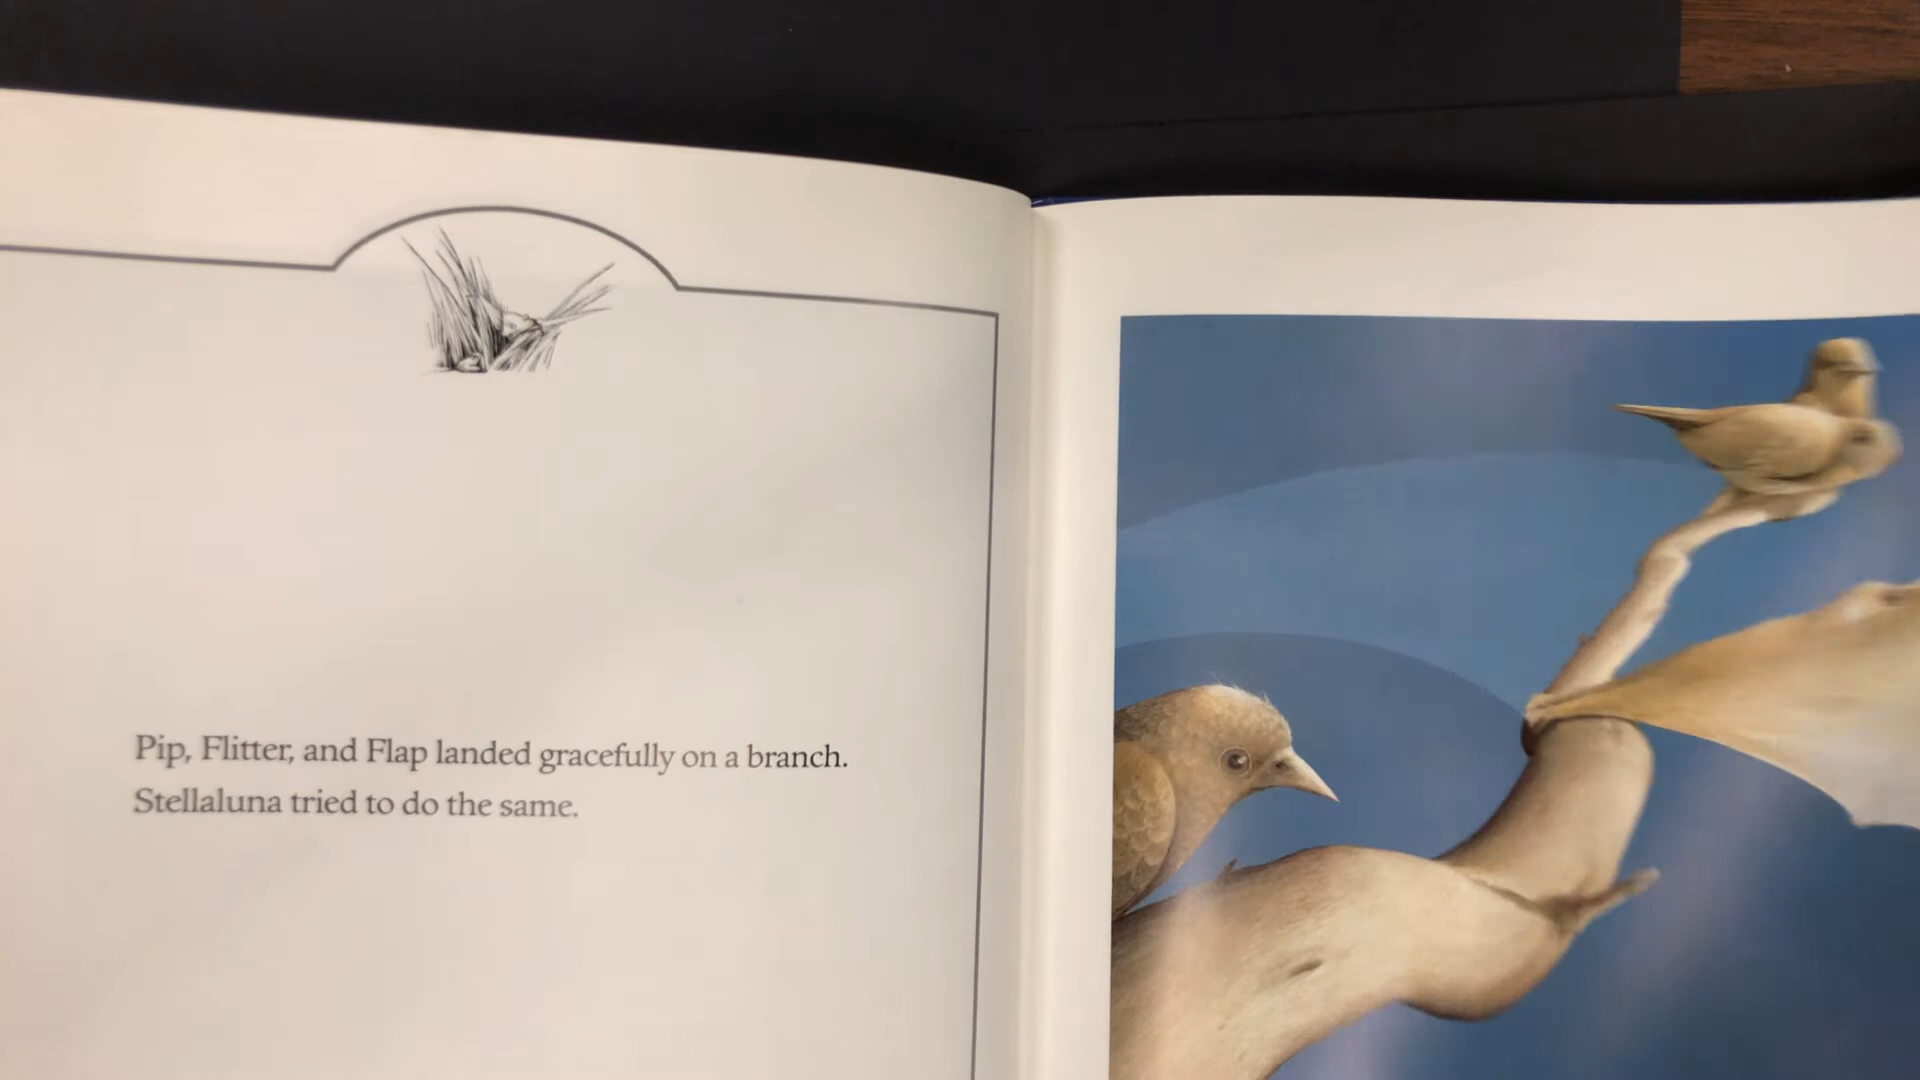 Pip, Flitter, and Flap landed gracefully on a branch.
Stellaluna tried to do the same.